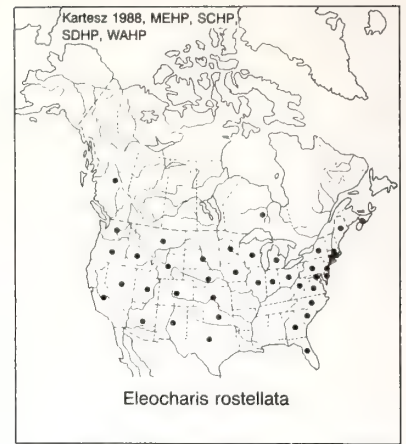 Kartesz 1988, MEHP, SCHP,
SDHP, WAHP
Eleocharis rostellata